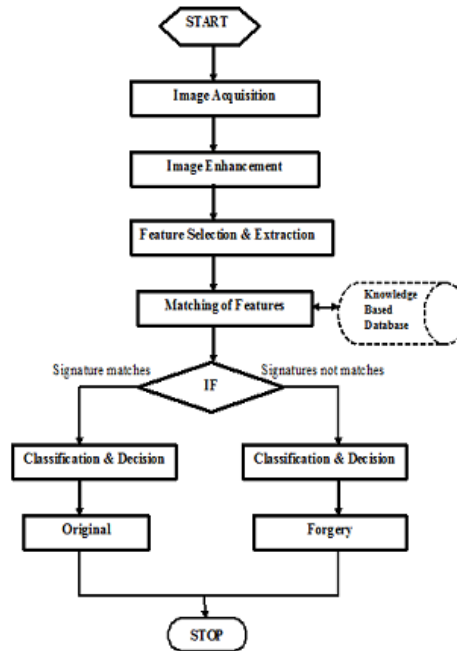 START
Image Acquisition
Image Enhancement
Feature Selection & Extraction
Matching of Features
Knowledge
Based
Database
Signature matches
Signatures not matches
IF
Classification & Decision
Classification & Decision
Original
Forgery
STOP